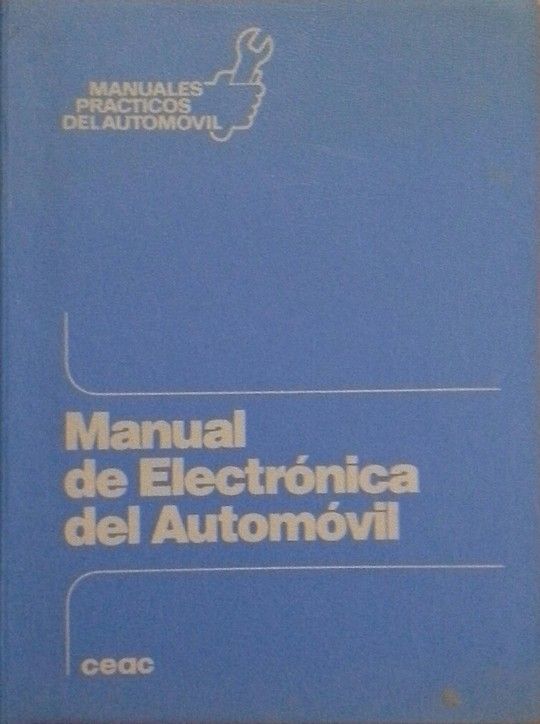 MANUALES
PRACTICOS
DEL AUTOMOVIL
Manual
de Electrónica
del Automóvil
ceac